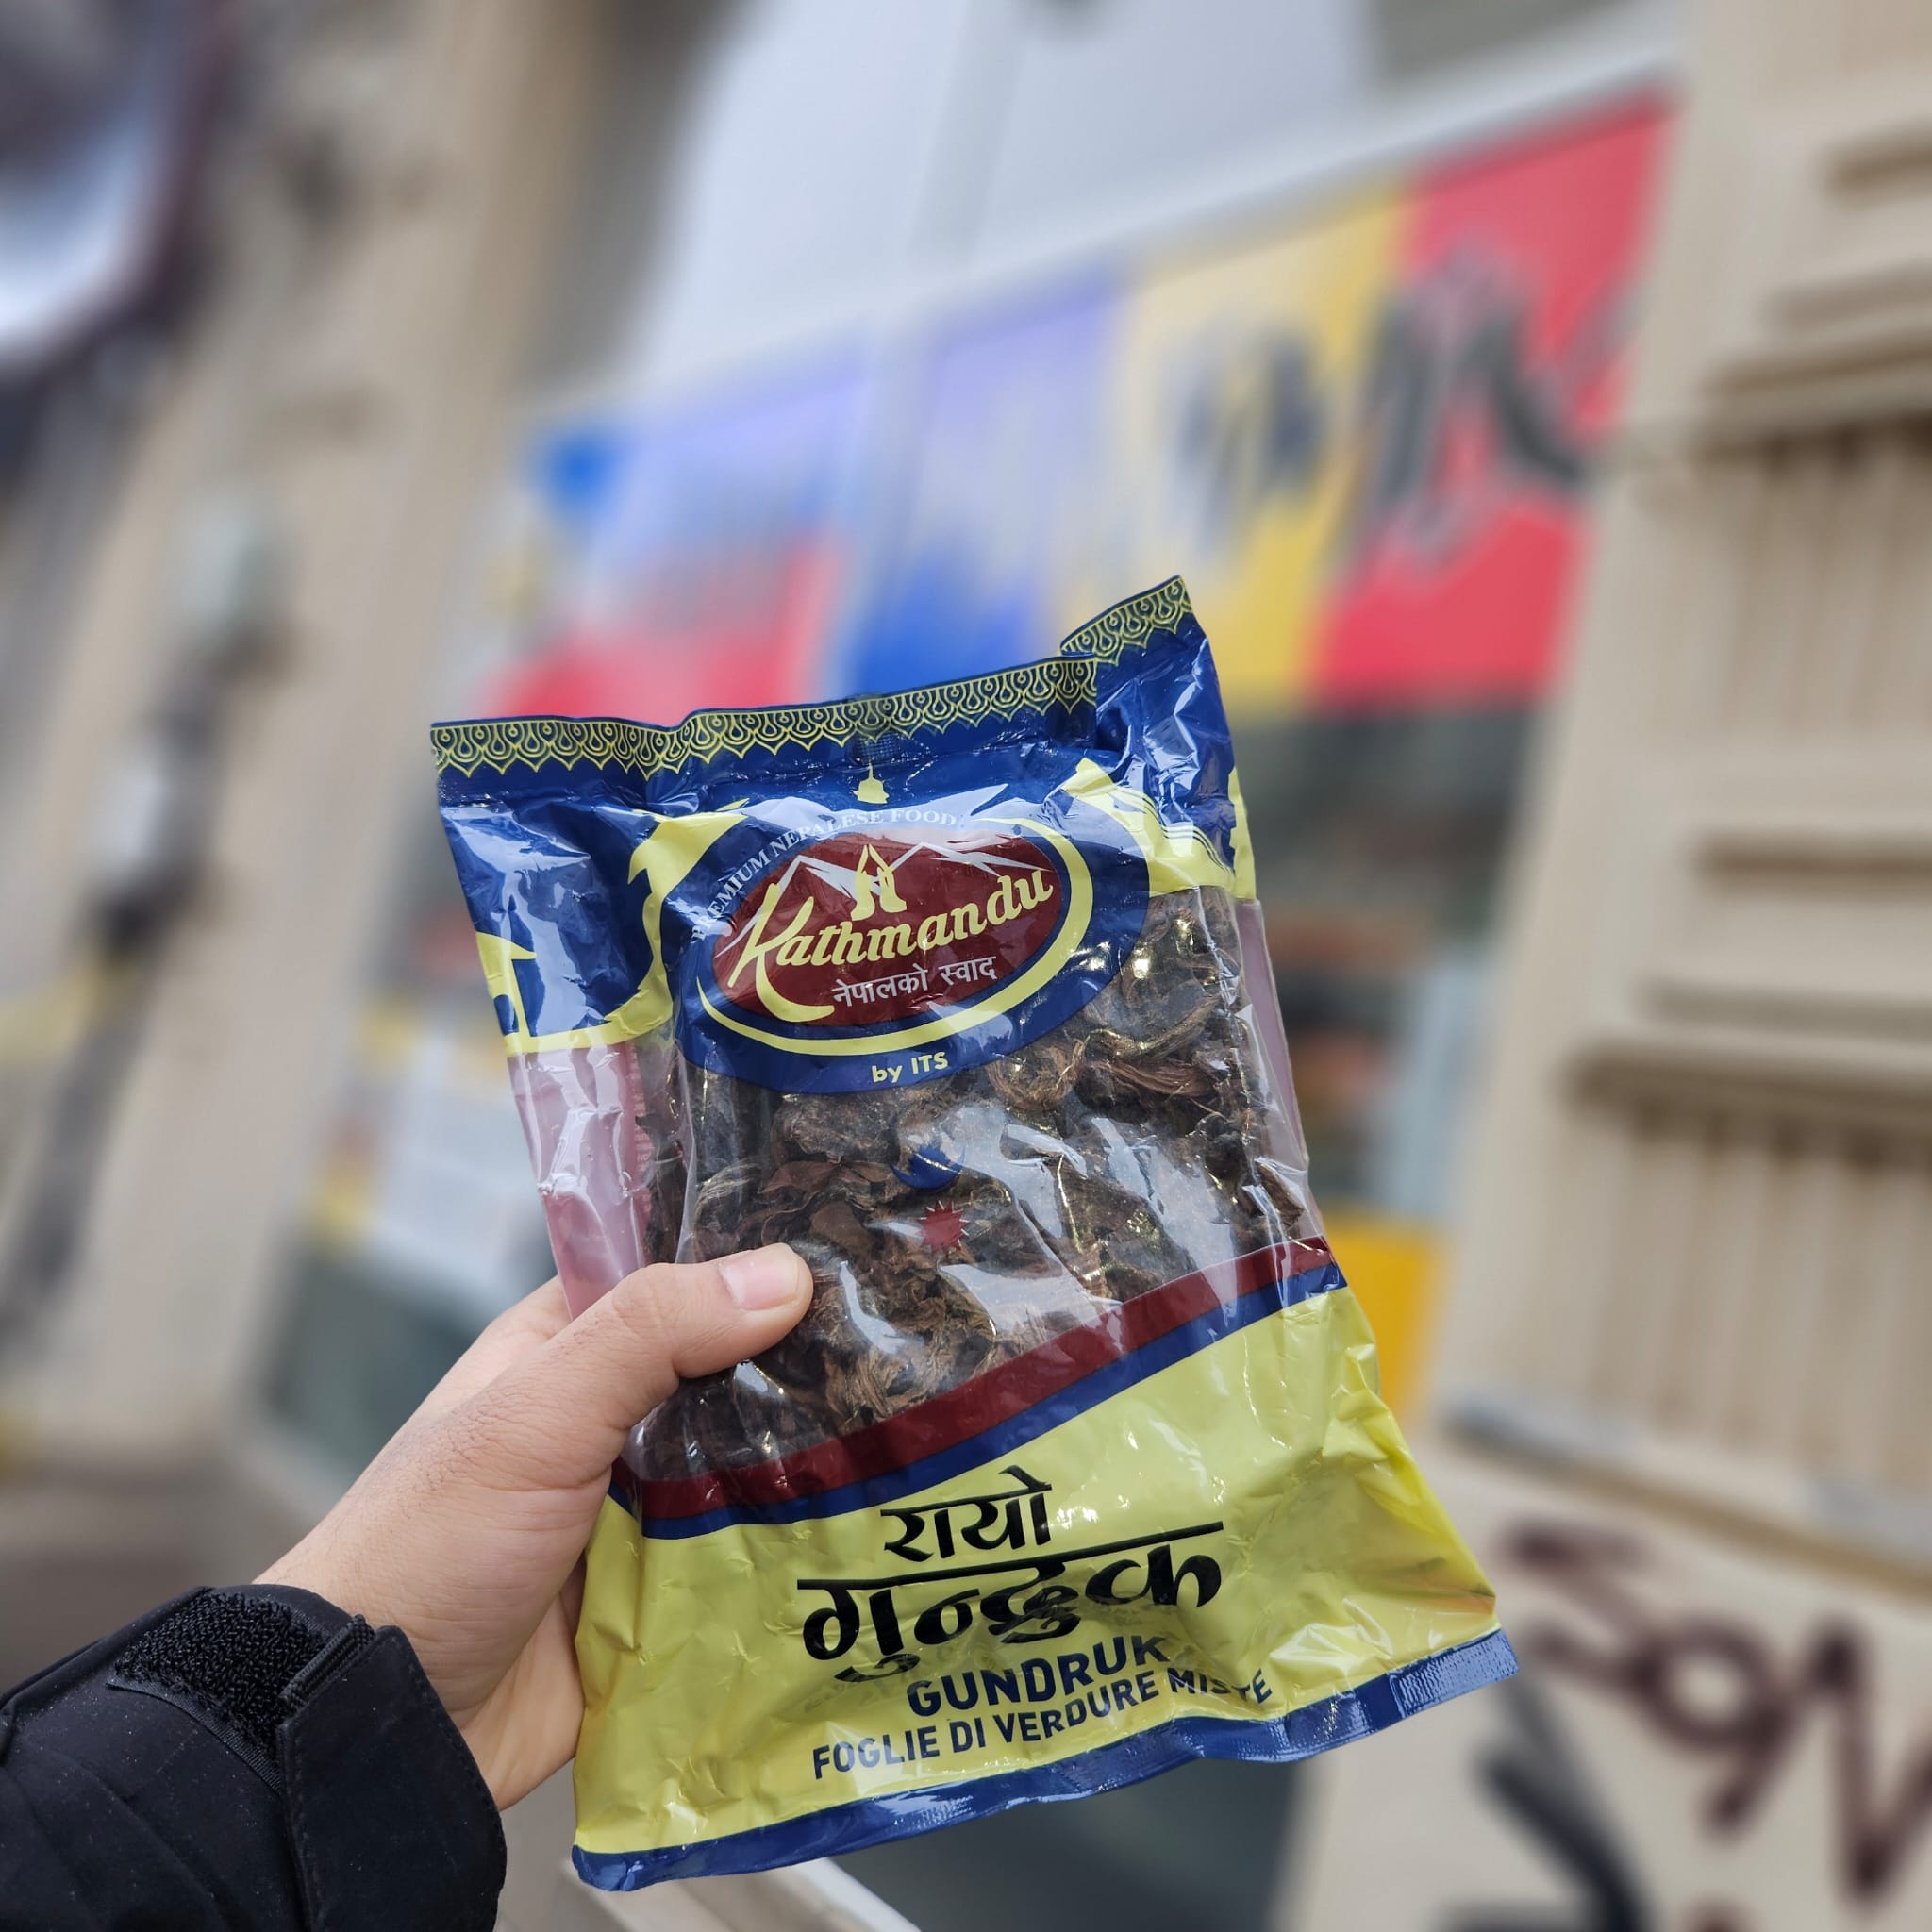 PREMIUM NEPALESE FOOD
Kathmandu
नेपालको स्वाद
by ITS
रायो
गुन्द्रुक
GUNDRUK
FOGLIE DI VERDURE MISTE